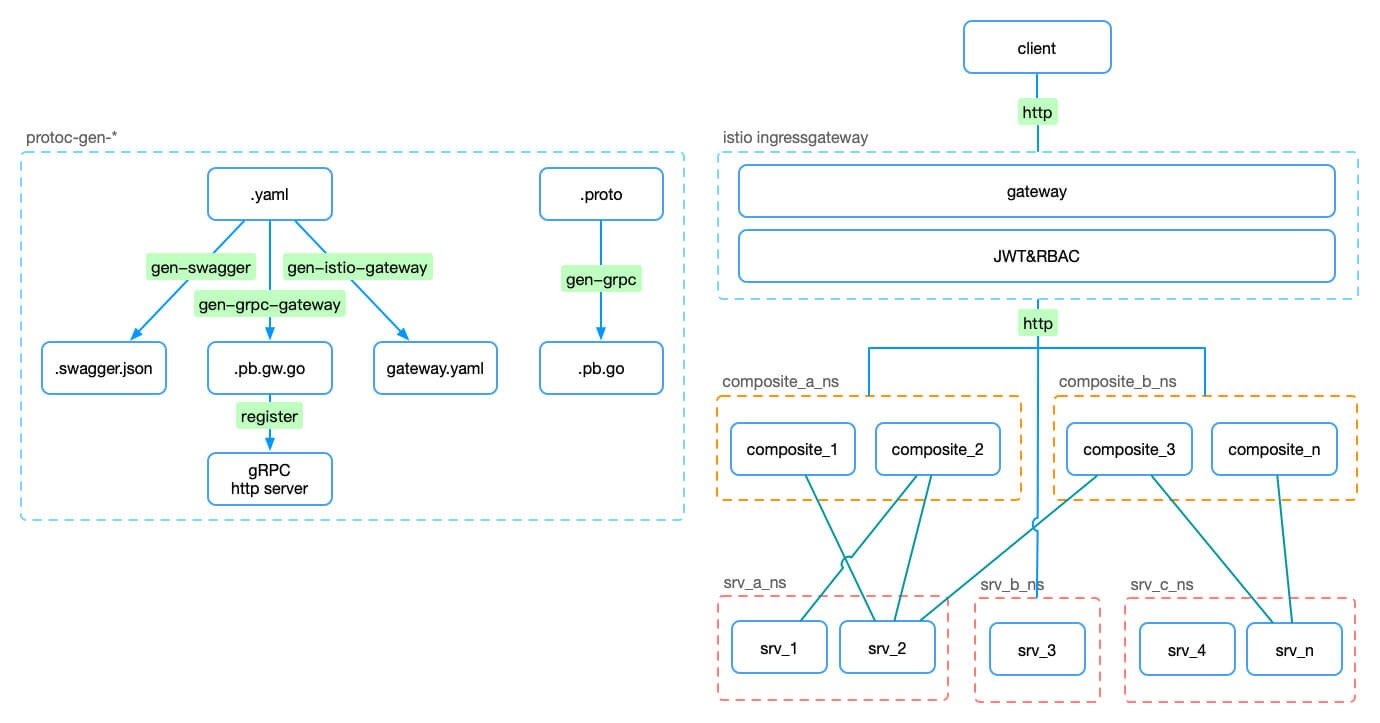 protoc-gen-*
.yaml
.proto
gen-swagger
gen-istio-gateway
gen-grpc-gateway
gen-grpc
.swagger.json
.pb.gw.go
gateway.yaml
.pb.go
register
gRPC
http server
client
http
istio ingressgateway
gateway
JWT&RBAC
http
composite_a_ns
composite_b_ns
composite_1
composite_2
composite_3
composite_n
srv_a_ns
srv_b_ns
srv_c_ns
srv_1
srv_2
srv_3
srv_4
srv_n